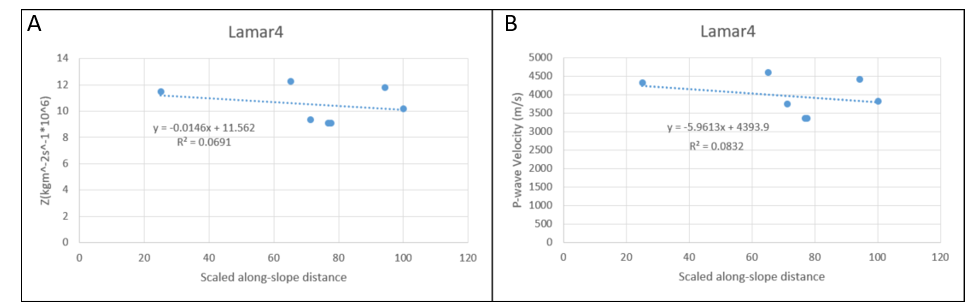 A
Lamar4
14
12
10
8
6
4
2
0
Z(kgm^-2s^-1*10^6)
y = -0.0146x + 11.562
R² = 0.0691
0 20 40 60 80 100 120
Scaled along-slope distance
B
Lamar4
5000
4500
4000
3500
3000
2500
2000
1500
1000
500
0
P-wave Velocity (m/s)
y = -5.9613x + 4393.9
R² = 0.0832
0 20 40 60 80 100 120
Scaled along-slope distance